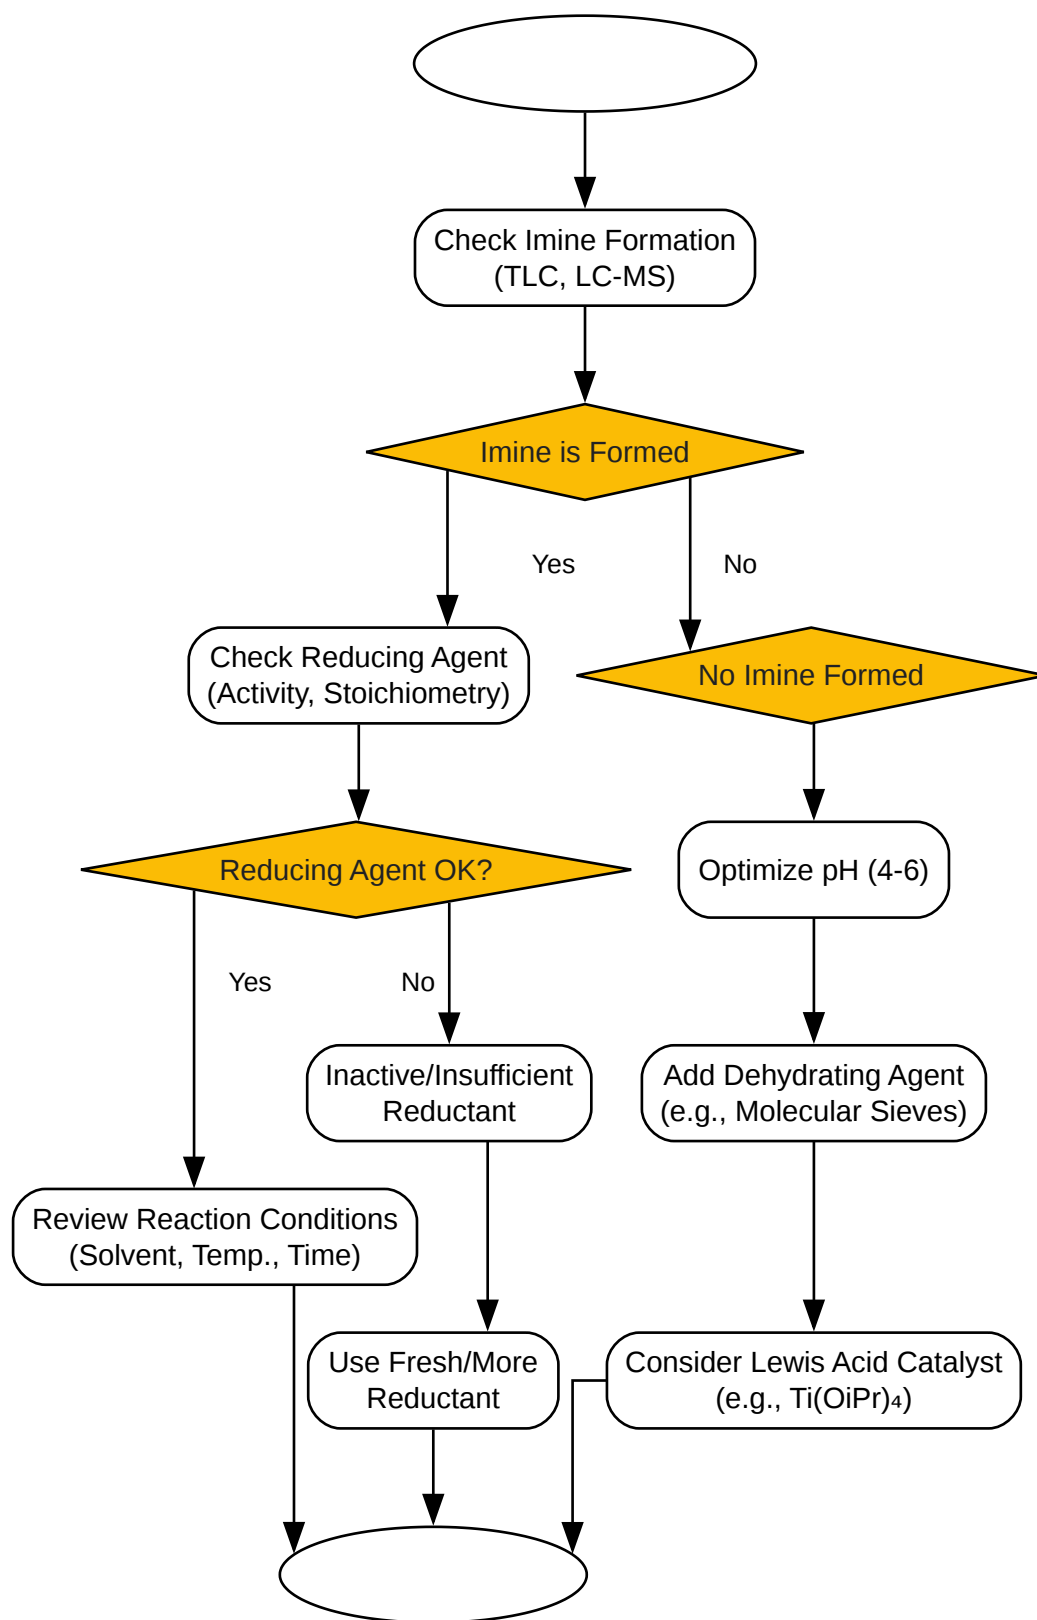 Check Imine Formation
(TLC, LC-MS)
Imine is Formed
Yes
No
Check Reducing Agent
(Activity, Stoichiometry)
No Imine Formed
Reducing Agent OK?
Optimize pH (4-6)
Yes
No
Inactive/Insufficient
Reductant
Add Dehydrating Agent
(e.g., Molecular Sieves)
Review Reaction Conditions
(Solvent, Temp., Time)
Use Fresh/More
Reductant
Consider Lewis Acid Catalyst
(e.g., Ti(OiPr)₄)